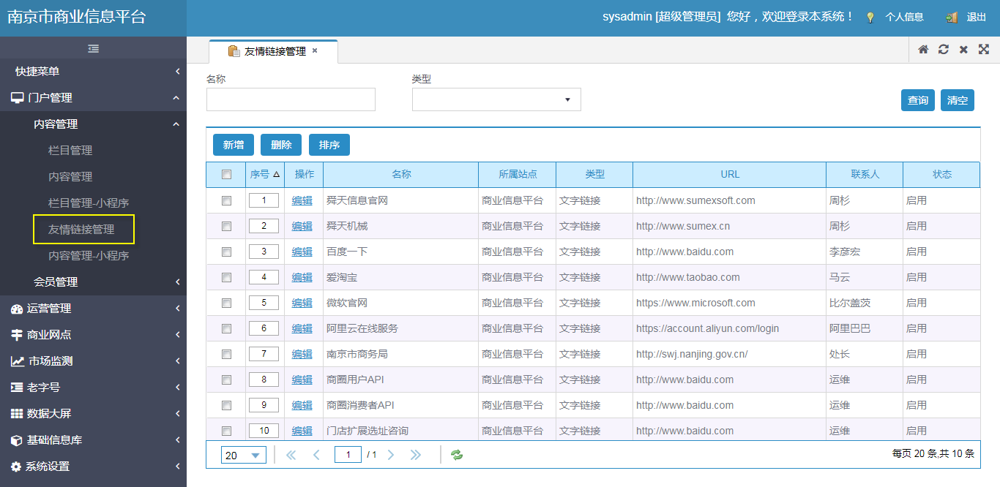 南京市商业信息平台
sysadmin [超级管理员] 您好，欢迎登录本系统！ 个人信息 退出
快捷菜单
门户管理
内容管理
栏目管理
内容管理
栏目管理-小程序
友情链接管理
内容管理-小程序
会员管理
运营管理
商业网点
市场监测
老字号
数据大屏
基础信息库
系统设置
友情链接管理
名称 类型
查询 清空
新增 删除 排序
序号 操作 名称 所属站点 类型 URL 联系人 状态
1 编辑 舜天信息官网 商业信息平台 文字链接 http://www.sumexsoft.com 周杉 启用
2 编辑 舜天机械 商业信息平台 文字链接 http://www.sumex.cn 周杉 启用
3 编辑 百度一下 商业信息平台 文字链接 http://www.baidu.com 李彦宏 启用
4 编辑 爱淘宝 商业信息平台 文字链接 http://www.taobao.com 马云 启用
5 编辑 微软官网 商业信息平台 文字链接 https://www.microsoft.com 比尔盖茨 启用
6 编辑 阿里云在线服务 商业信息平台 文字链接 https://account.aliyun.com/login 阿里巴巴 启用
7 编辑 南京市商务局 商业信息平台 文字链接 http://swj.nanjing.gov.cn/ 处长 启用
8 编辑 商圈用户API 商业信息平台 文字链接 http://www.baidu.com 运维 启用
9 编辑 商圈消费者API 商业信息平台 文字链接 http://www.baidu.com 运维 启用
10 编辑 门店扩展选址咨询 商业信息平台 文字链接 http://www.baidu.com 运维 启用
20 1 / 1 每页 20 条,共 10 条